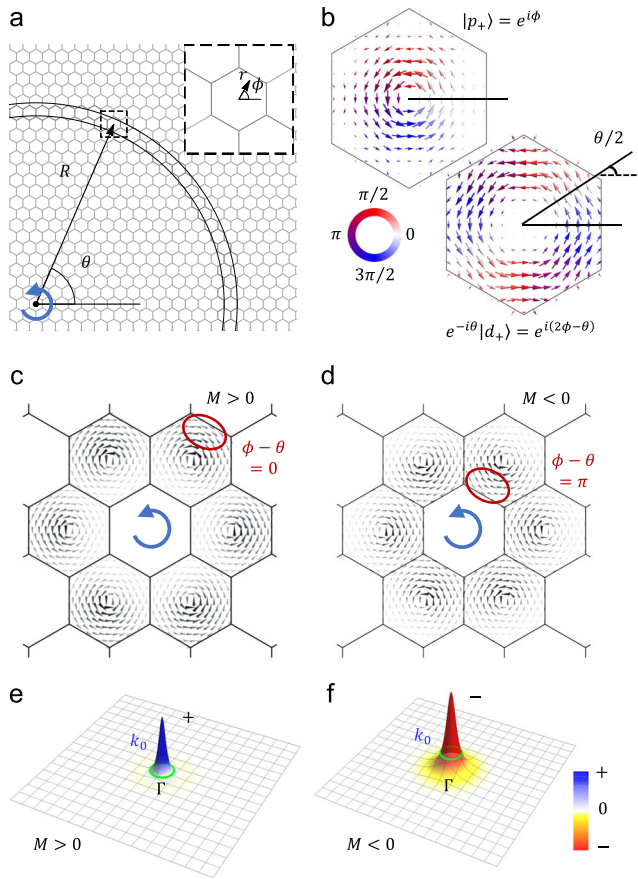 a
r
ϕ
R
θ
b
|p₊⟩ = e^{iϕ}
θ/2
π/2
π
0
3π/2
e^{-iθ}|d₊⟩ = e^{i(2ϕ−θ)}
c
M > 0
ϕ − θ
= 0
d
M < 0
ϕ − θ
= π
e
+
k₀
Γ
M > 0
f
−
k₀
Γ
M < 0
+
0
−